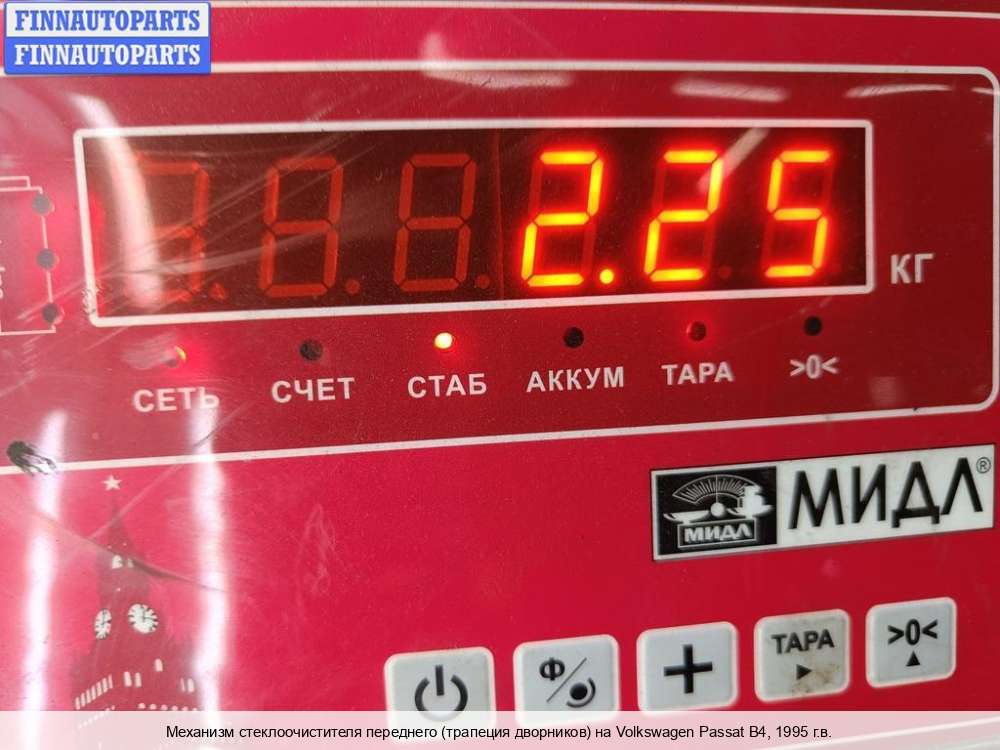 FINNAUTOPARTS
FINNAUTOPARTS
2.25
КГ
СЕТЬ СЧЕТ СТАБ АККУМ ТАРА >0<
МИДЛ МИДЛ®
Ф ТАРА >0<
Механизм стеклоочистителя переднего (трапеция дворников) на Volkswagen Passat B4, 1995 г.в.